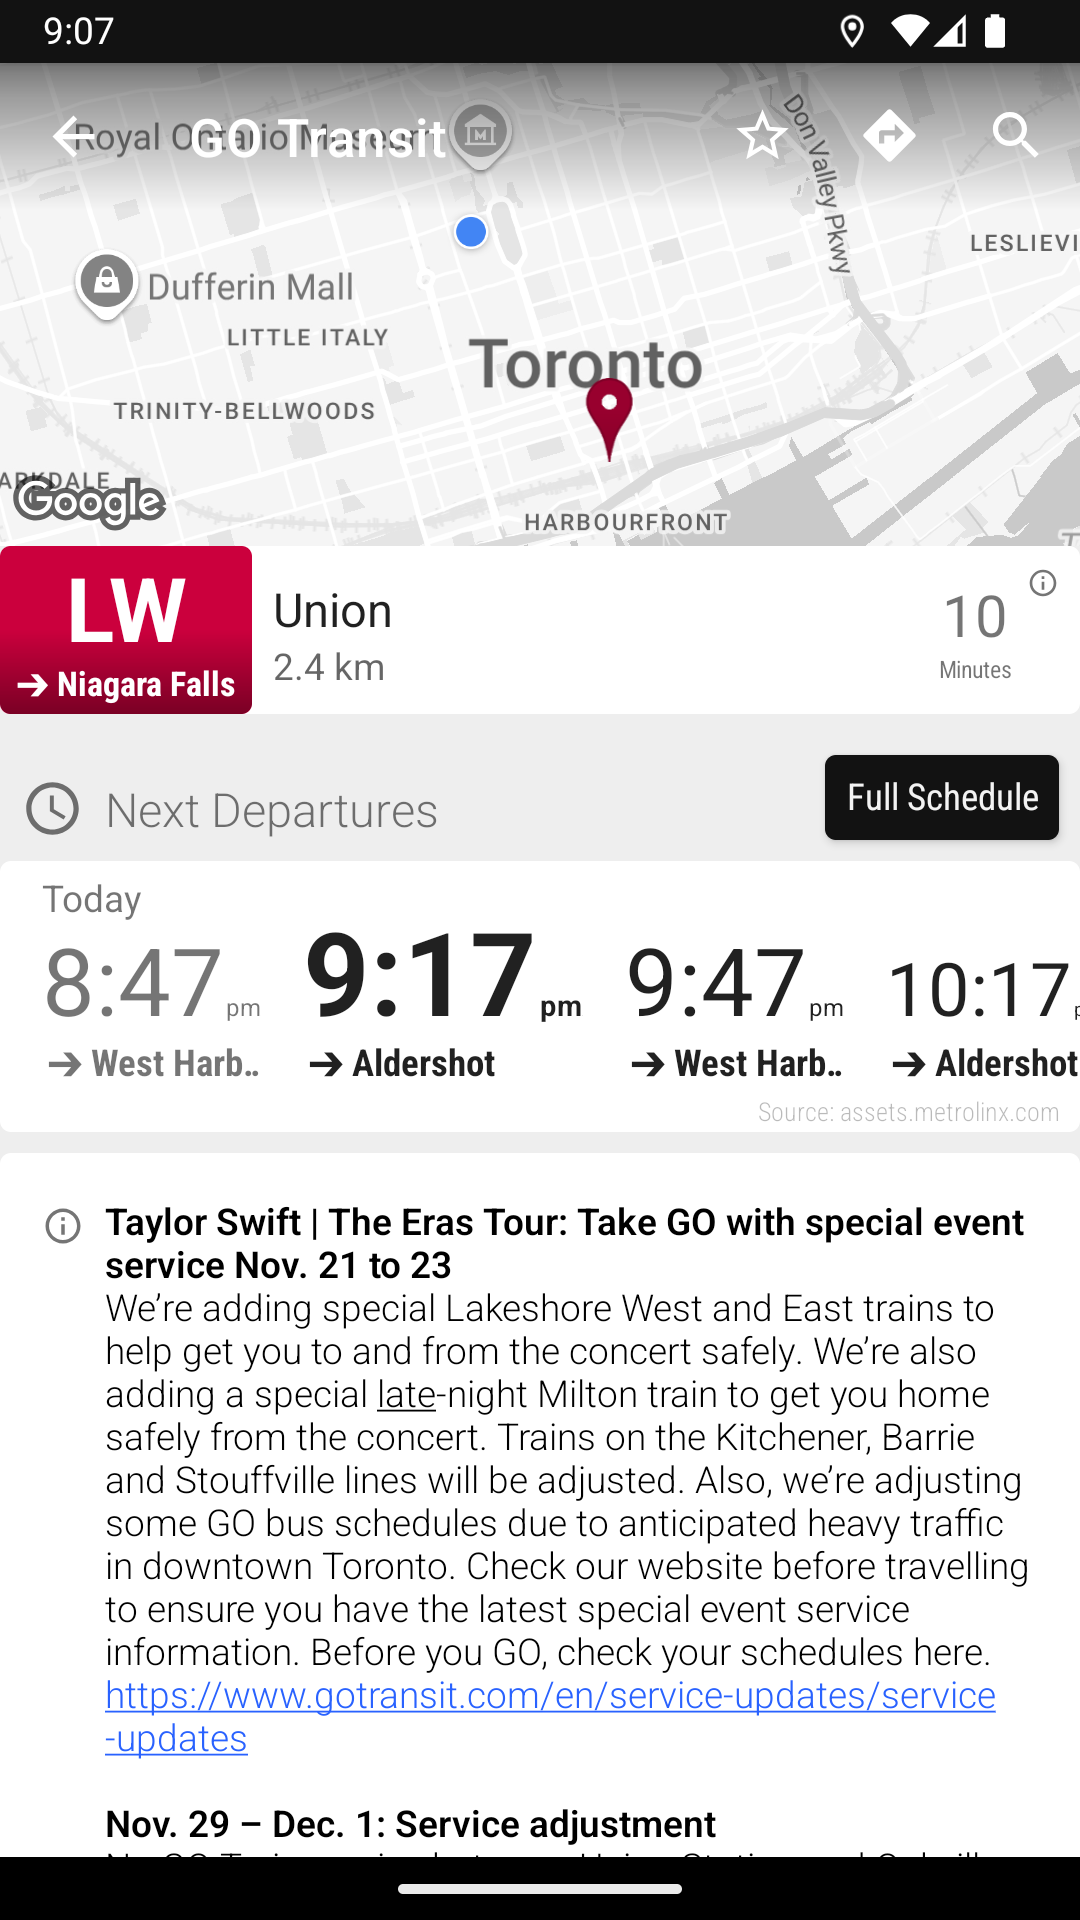 9:07
Royal Ontario Museum
GO Transit
Don Valley Pkwy
LESLIEVI
Dufferin Mall
LITTLE ITALY
Toronto
TRINITY-BELLWOODS
ARKDALE
Google
HARBOURFRONT
LW
→ Niagara Falls
Union
2.4 km
10
Minutes
Next Departures
Full Schedule
Today
8:47 pm
9:17 pm
9:47 pm
10:17
→ West Harb..
→ Aldershot
→ West Harb..
→ Aldershot
Source: assets.metrolinx.com
Taylor Swift | The Eras Tour: Take GO with special event
service Nov. 21 to 23
We’re adding special Lakeshore West and East trains to
help get you to and from the concert safely. We’re also
adding a special late-night Milton train to get you home
safely from the concert. Trains on the Kitchener, Barrie
and Stouffville lines will be adjusted. Also, we’re adjusting
some GO bus schedules due to anticipated heavy traffic
in downtown Toronto. Check our website before travelling
to ensure you have the latest special event service
information. Before you GO, check your schedules here.
https://www.gotransit.com/en/service-updates/service
-updates
Nov. 29 – Dec. 1: Service adjustment